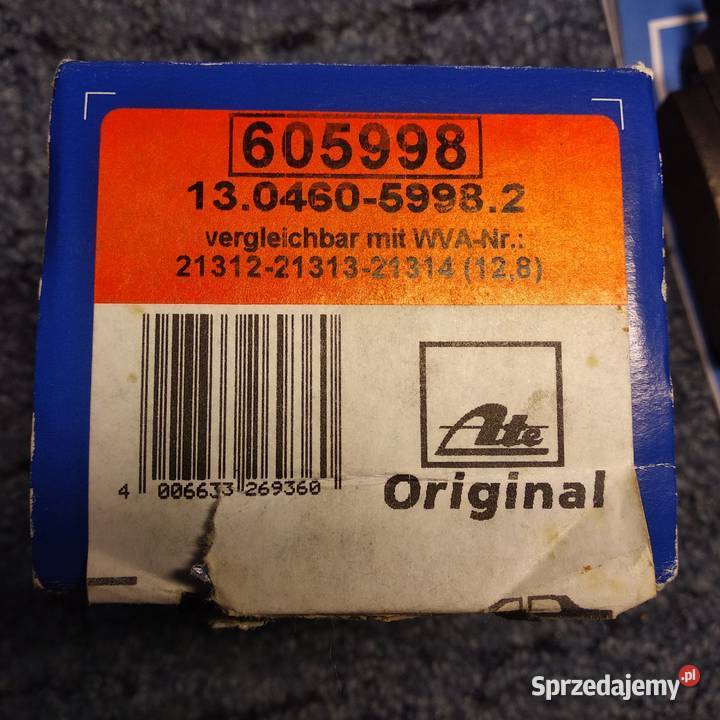 605998
13.0460-5998.2
vergleichbar mit WVA-Nr.:
21312-21313-21314 (12,8)
Ate
4 006633 269360
Original
Sprzedajemy.pl